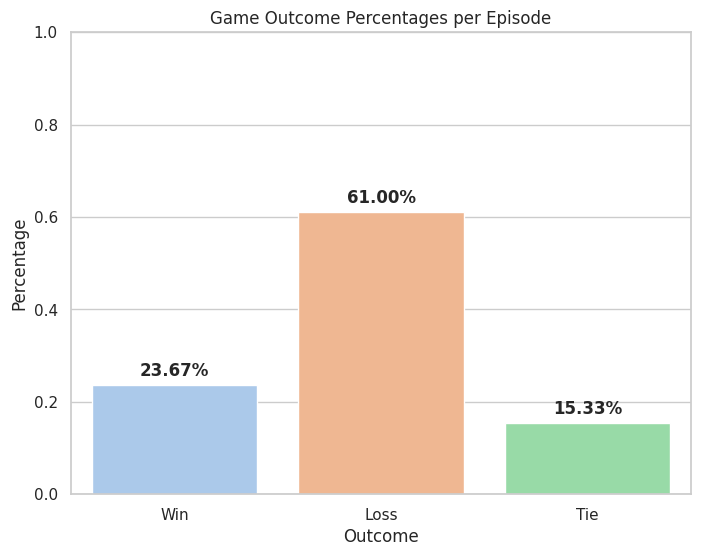 Game Outcome Percentages per Episode
1.0
0.8
0.6
0.4
0.2
0.0
Percentage
23.67%
61.00%
15.33%
Win
Loss
Tie
Outcome